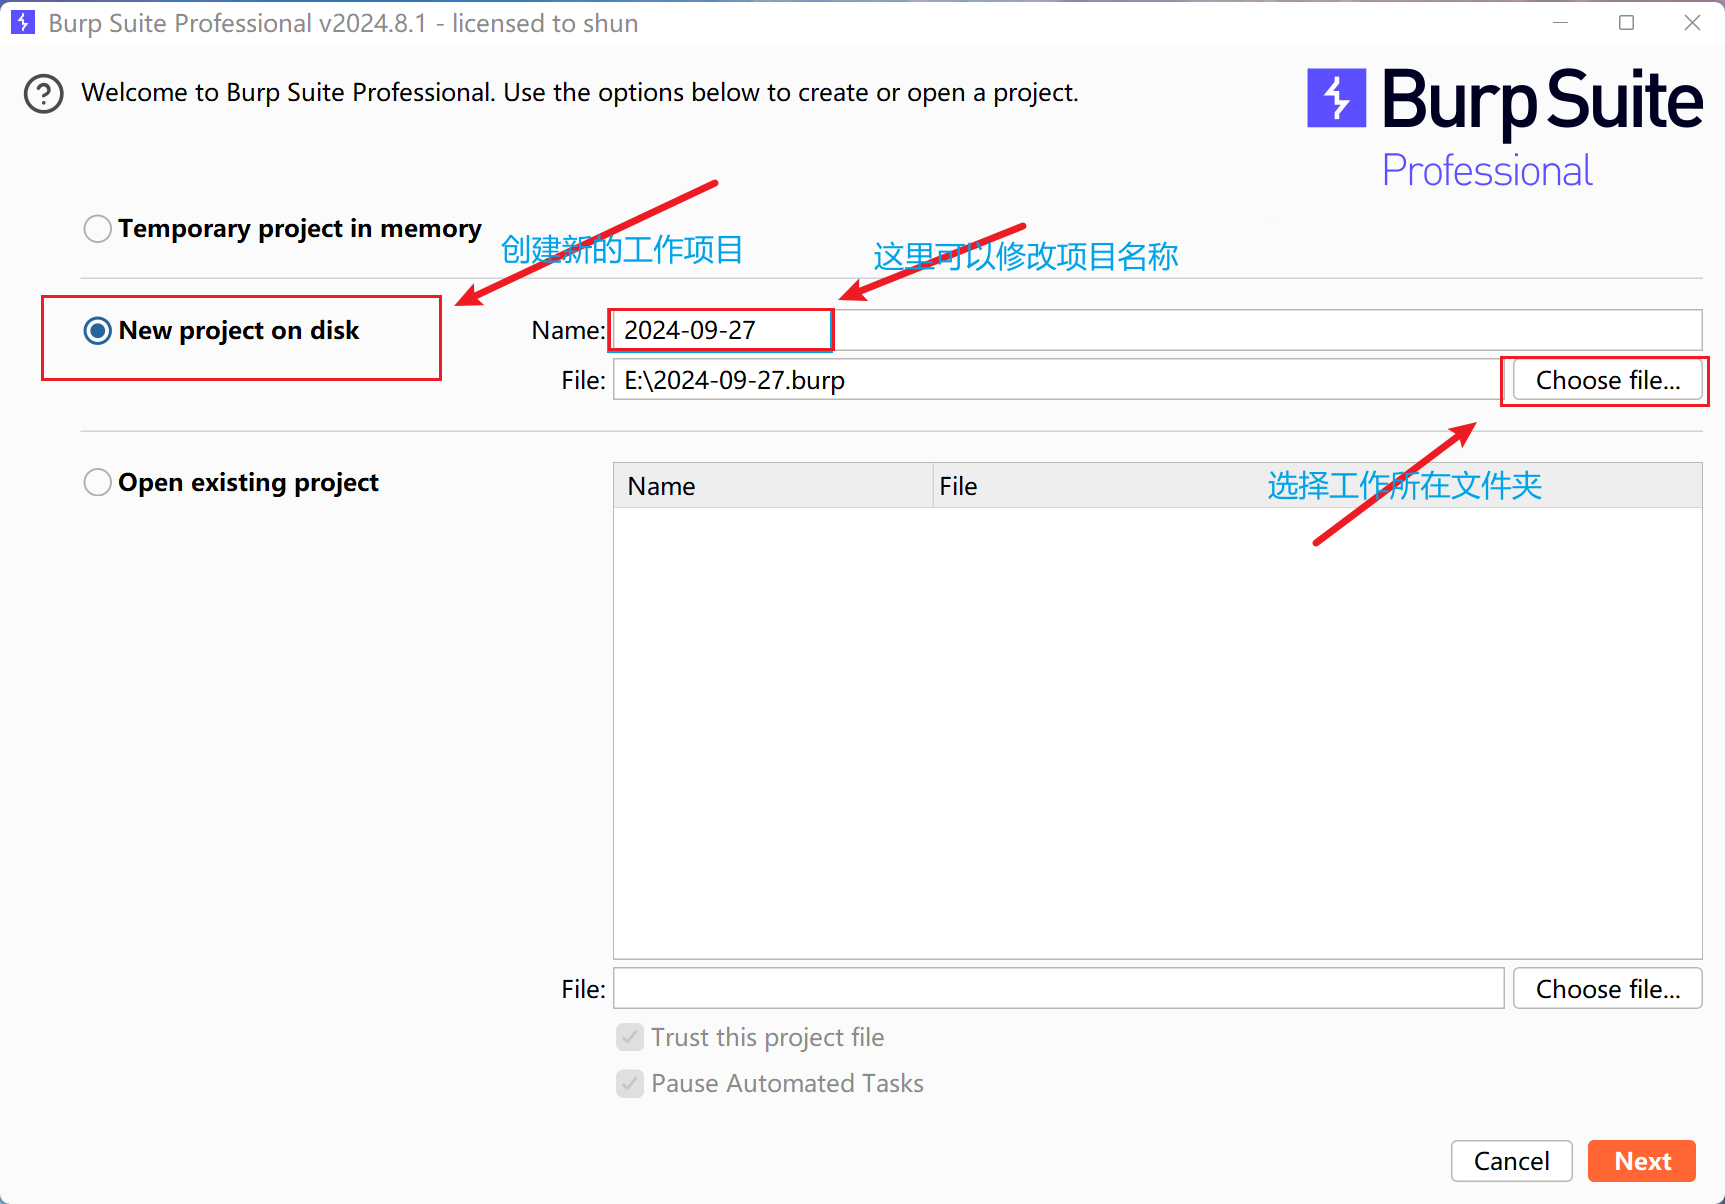 Burp Suite Professional v2024.8.1 - licensed to shun
Welcome to Burp Suite Professional. Use the options below to create or open a project.
Burp Suite
Professional
Temporary project in memory
创建新的工作项目
这里可以修改项目名称
New project on disk
Name: 2024-09-27
File: E:\2024-09-27.burp Choose file...
Open existing project
Name File
选择工作所在文件夹
File: Choose file...
Trust this project file
Pause Automated Tasks
Cancel Next